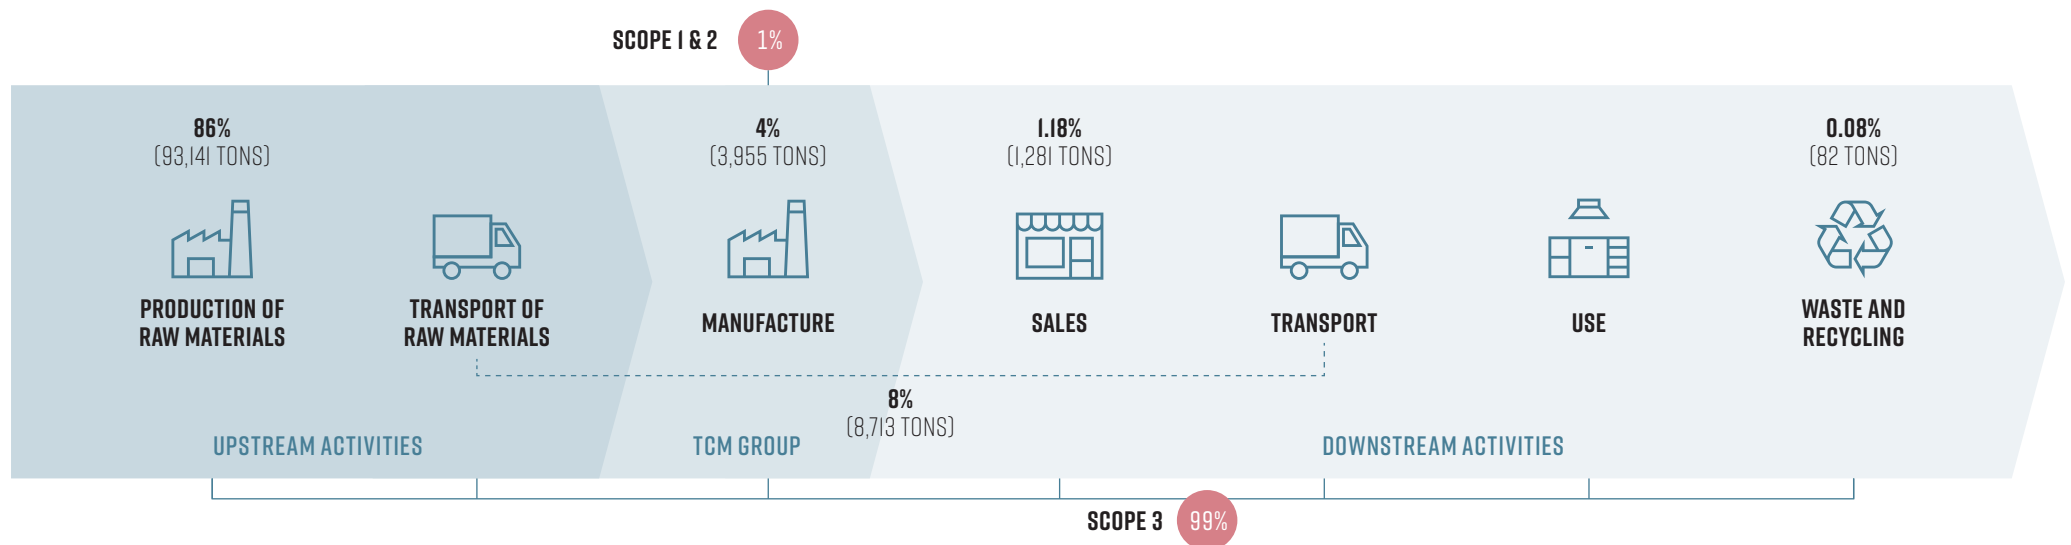 SCOPE 1 & 2 1%
86%
(93,141 TONS)
4%
(3,955 TONS)
1.18%
(1,281 TONS)
0.08%
(82 TONS)
PRODUCTION OF
RAW MATERIALS
TRANSPORT OF
RAW MATERIALS
MANUFACTURE
SALES
TRANSPORT
USE
WASTE AND
RECYCLING
8%
(8,713 TONS)
UPSTREAM ACTIVITIES
TCM GROUP
DOWNSTREAM ACTIVITIES
SCOPE 3 99%